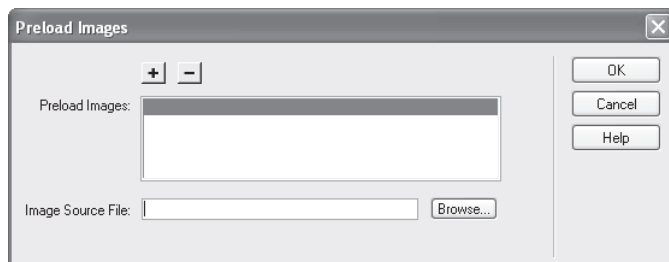 Preload Images
+ −
OK
Preload Images:
Cancel
Help
Image Source File:
Browse...